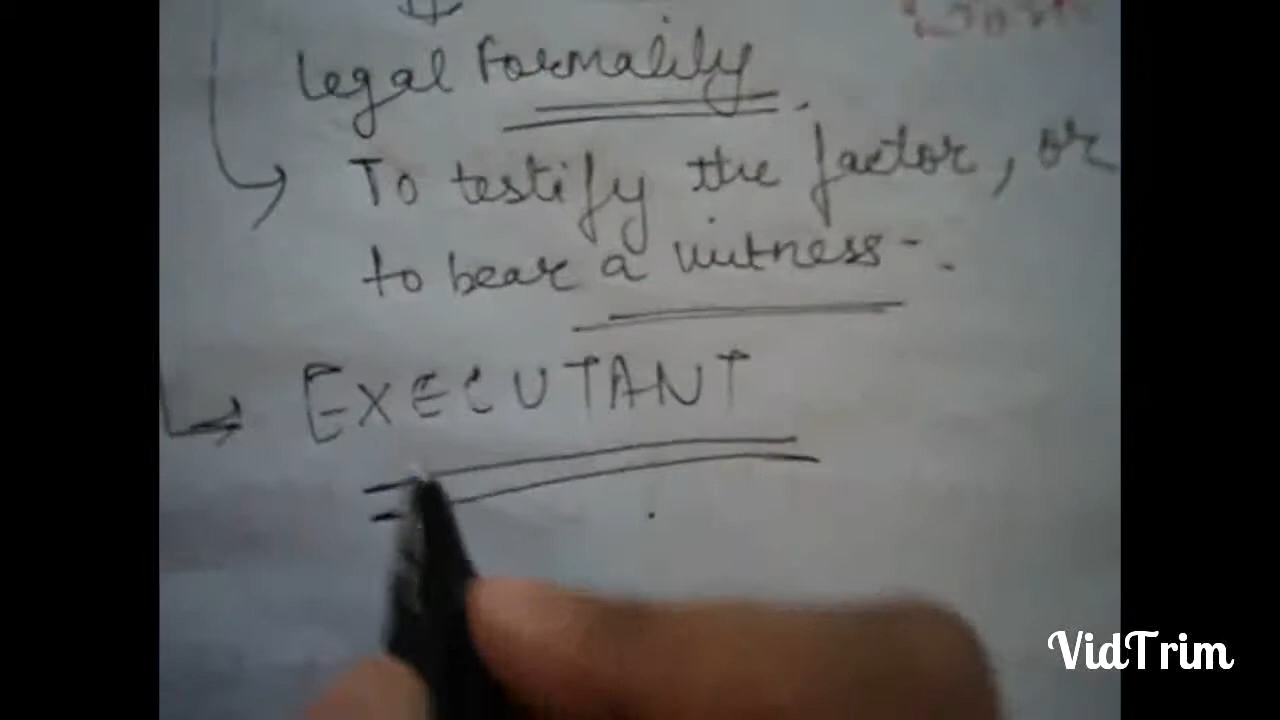 Legal Formality.
To testify the factor, or
to bear a witness-.
EXECUTANT
VidTrim